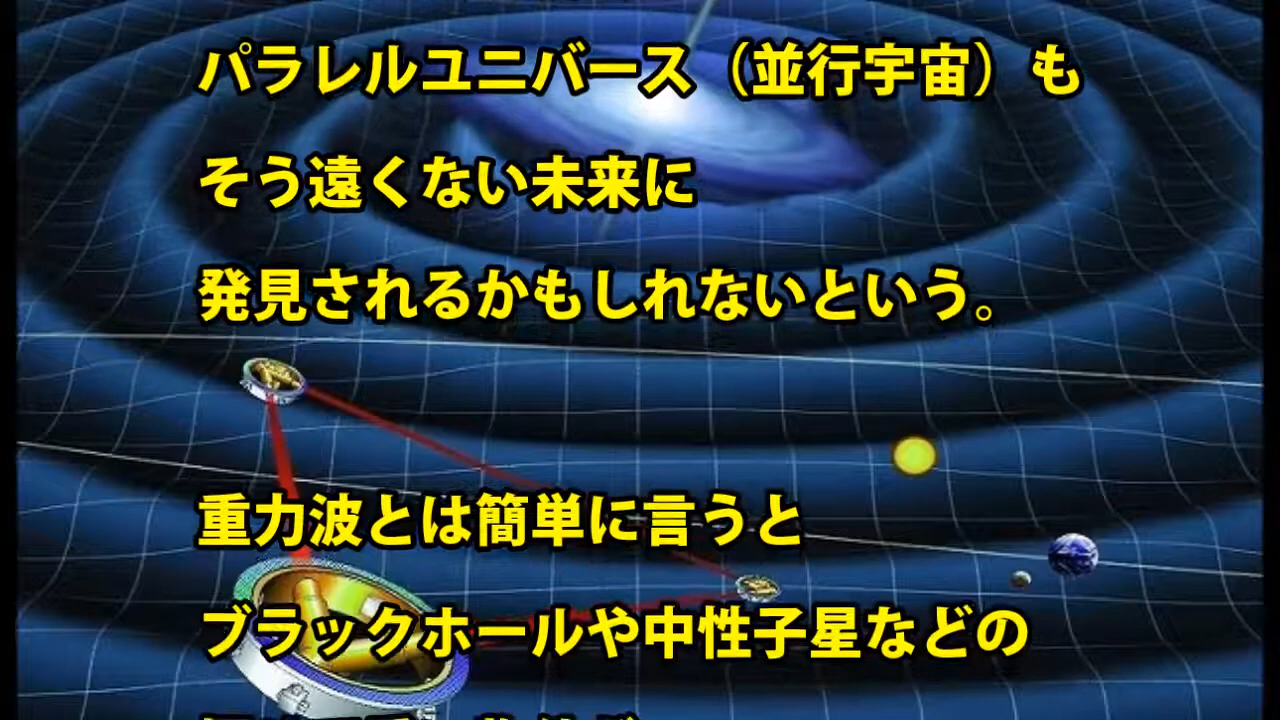 パラレルユニバース（並行宇宙）も
そう遠くない未来に
発見されるかもしれないという。
重力波とは簡単に言うと
ブラックホールや中性子星などの